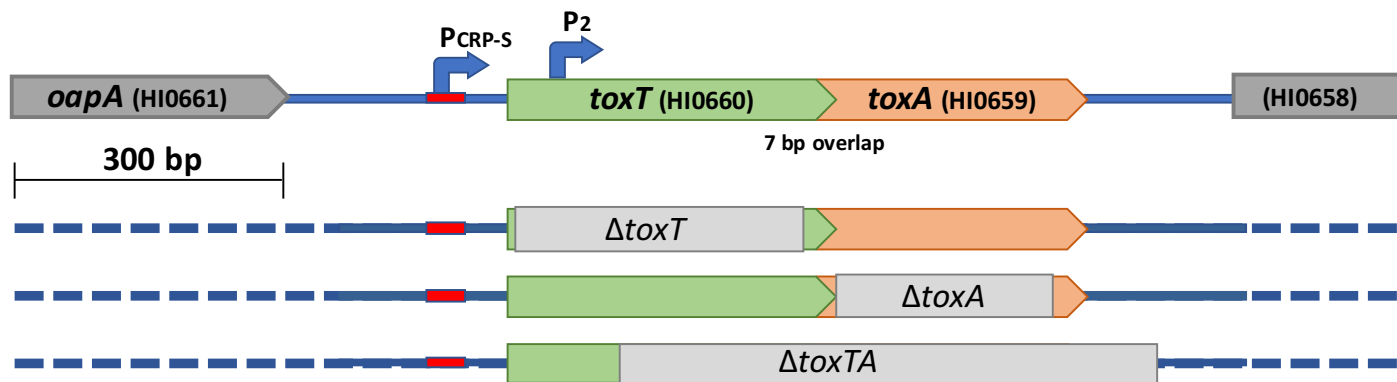 PCRP-S
P2
oapA (HI0661)
toxT (HI0660)
toxA (HI0659)
(HI0658)
7 bp overlap
300 bp
ΔtoxT
ΔtoxA
ΔtoxTA